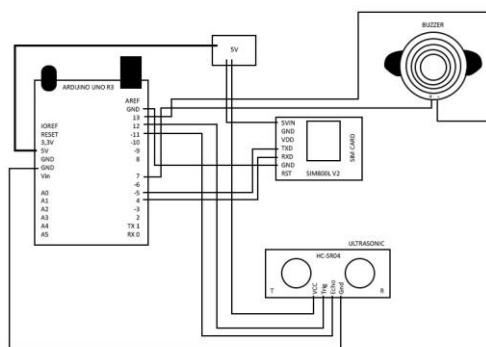 BUZZER
5V
ARDUINO UNO R3
AREF
GND
13
12
-11
-10
-9
8
7
-6
-5
4
-3
2
TX 1
RX 0
IOREF
RESET
3,3V
5V
GND
GND
Vin
A0
A1
A2
A3
A4
A5
5VIN
GND
VDD
TXD
RXD
GND
RST
SIM CARD
SIM800L V2
ULTRASONIC
HC-SR04
T
VCC
Trig
Echo
Gnd
R